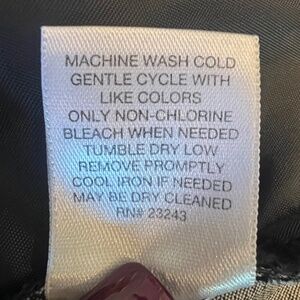 MACHINE WASH COLD
GENTLE CYCLE WITH
LIKE COLORS
ONLY NON-CHLORINE
BLEACH WHEN NEEDED
TUMBLE DRY LOW
REMOVE PROMPTLY
COOL IRON IF NEEDED
MAY BE DRY CLEANED
RN# 23243